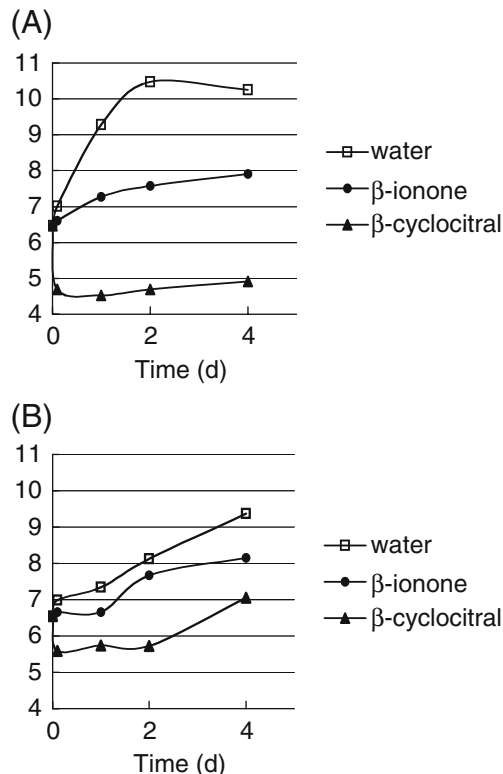 (A)
11
10
9
8
7
6
5
4
0 2 4
Time (d)
water
β-ionone
β-cyclocitral
(B)
11
10
9
8
7
6
5
4
0 2 4
Time (d)
water
β-ionone
β-cyclocitral